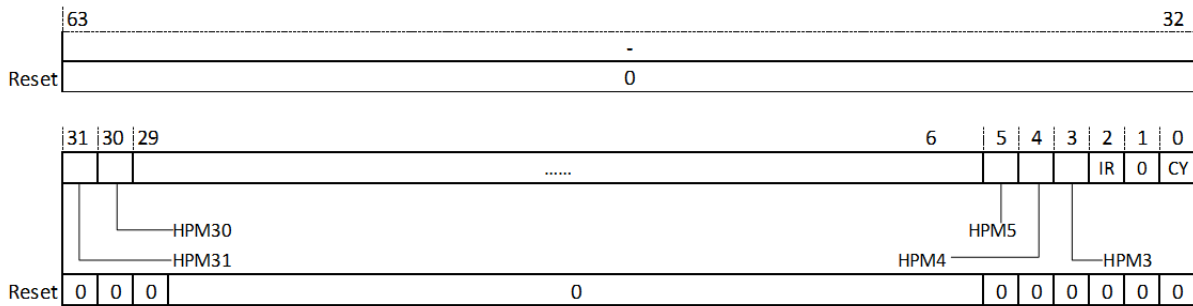 63 32
-
Reset 0
31 30 29 6 5 4 3 2 1 0
...... IR 0 CY
HPM30 HPM5
HPM31 HPM4 HPM3
Reset 0 0 0 0 0 0 0 0 0 0